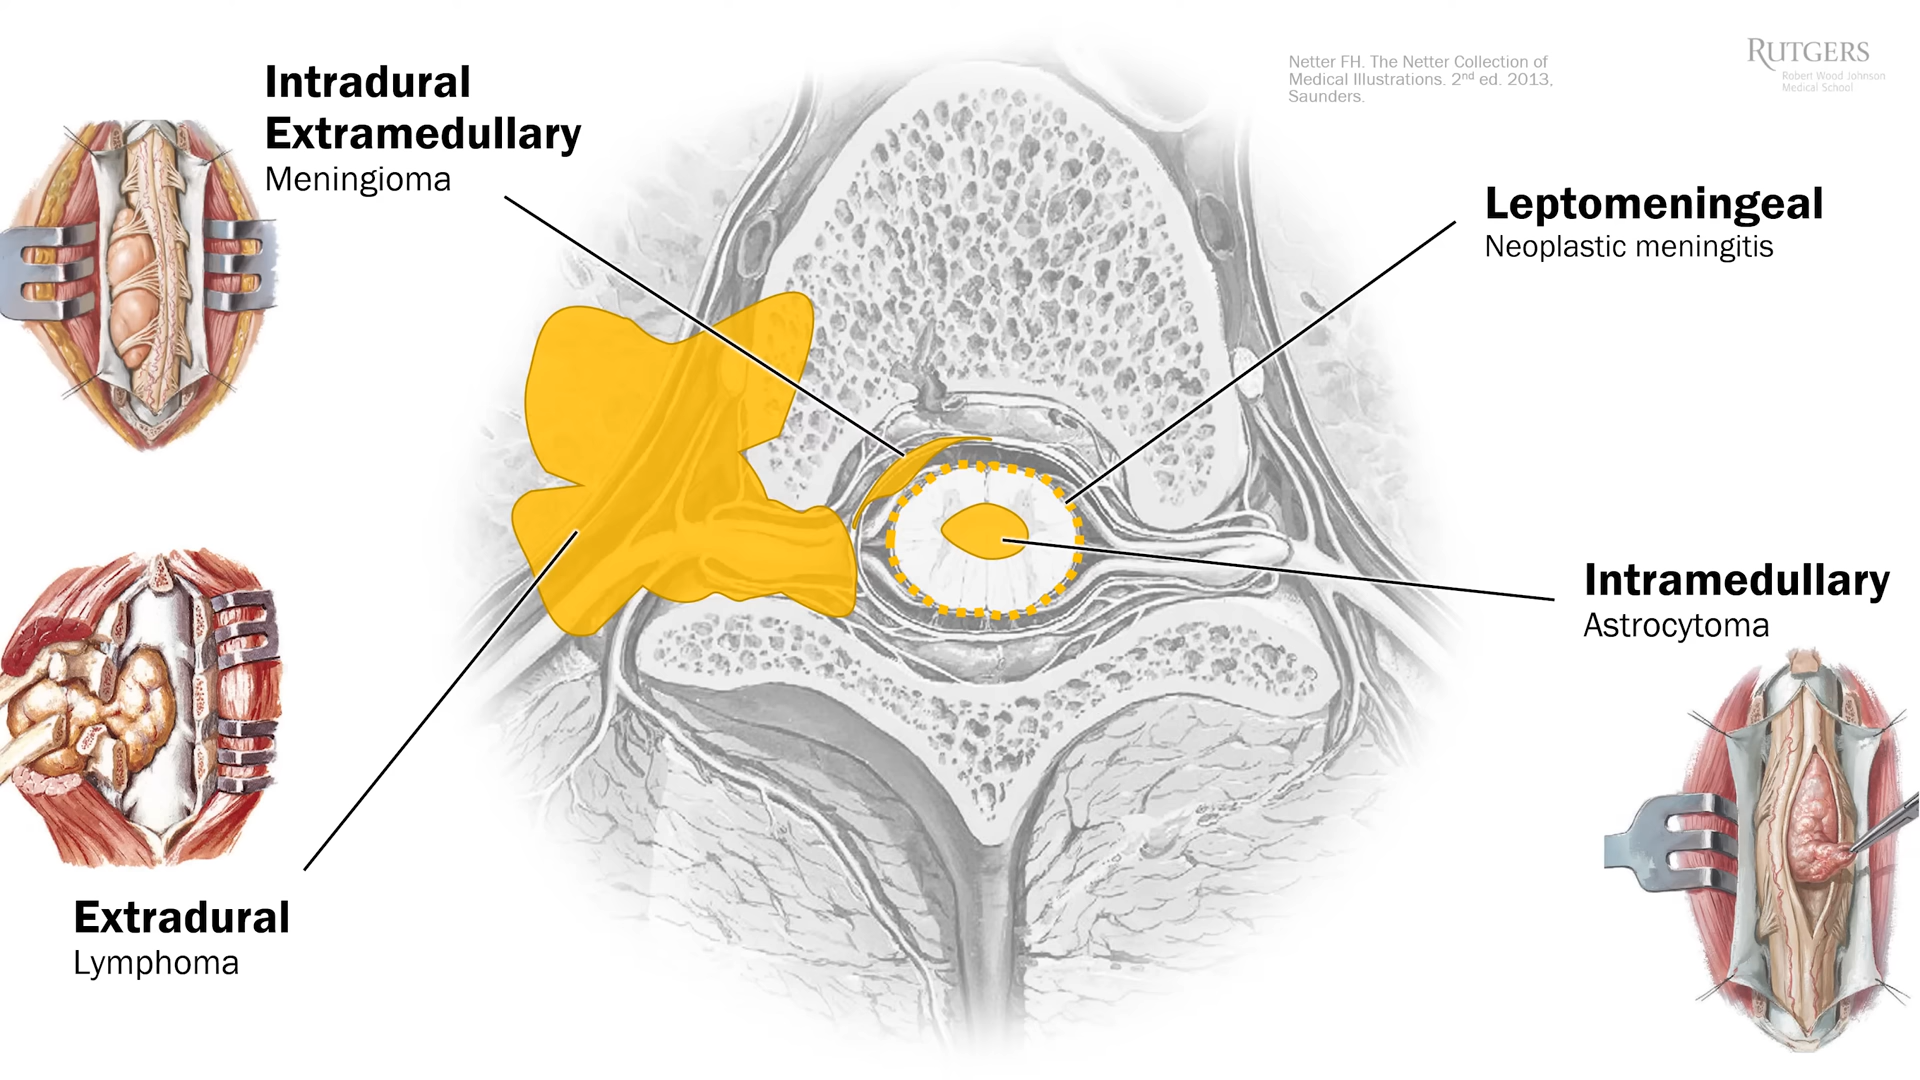 Intradural
Extramedullary
Meningioma
Netter FH. The Netter Collection of
Medical Illustrations. 2nd ed. 2013,
Saunders.
RUTGERS
Robert Wood Johnson
Medical School
Leptomeningeal
Neoplastic meningitis
Intramedullary
Astrocytoma
Extradural
Lymphoma